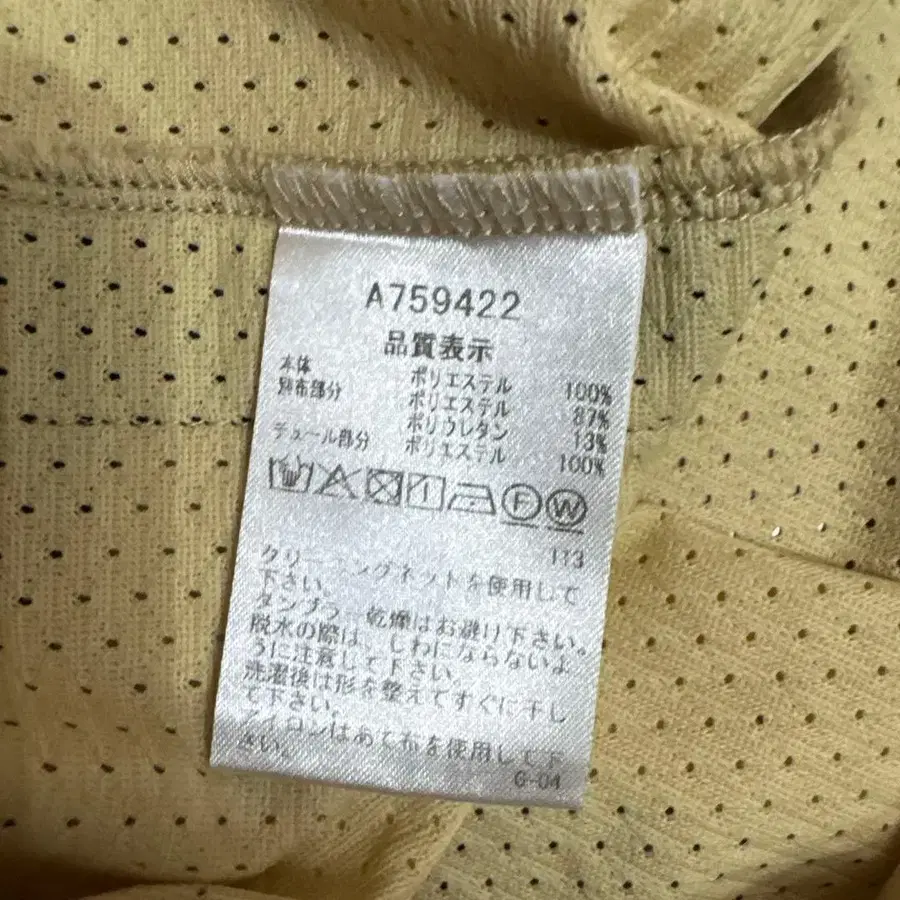 A759422
品質表示
本体 ポリエステル 100%
別布部分 ポリエステル 87%
ポリウレタン 13%
チュール部分 ポリエステル 100%
F W
113
クリーニングネットを使用して
下さい。
タンブラー乾燥はお避け下さい。
脱水の際は、しわにならないよ
うに注意して下さい。
洗濯後は形を整えてすぐに干し
て下さい。
アイロンはあて布を使用して下
さい。
G-04